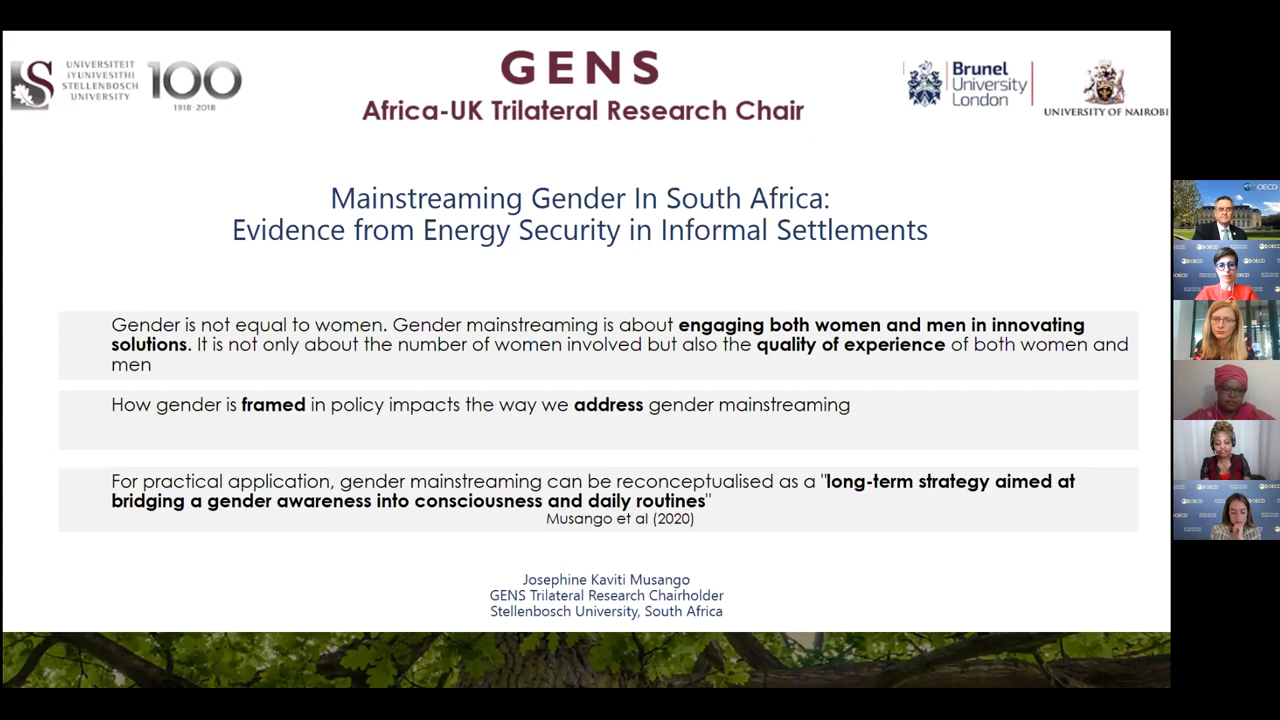 UNIVERSITEIT
iYUNIVESITHI
STELLENBOSCH
UNIVERSITY
100
1918·2018
GENS
Africa-UK Trilateral Research Chair
Brunel
University
London
UNIVERSITY OF NAIROBI
Mainstreaming Gender In South Africa:
Evidence from Energy Security in Informal Settlements
Gender is not equal to women. Gender mainstreaming is about engaging both women and men in innovating
solutions. It is not only about the number of women involved but also the quality of experience of both women and
men
How gender is framed in policy impacts the way we address gender mainstreaming
For practical application, gender mainstreaming can be reconceptualised as a "long-term strategy aimed at
bridging a gender awareness into consciousness and daily routines"
Musango et al (2020)
Josephine Kaviti Musango
GENS Trilateral Research Chairholder
Stellenbosch University, South Africa
OECD
OECD
OECD
OECD